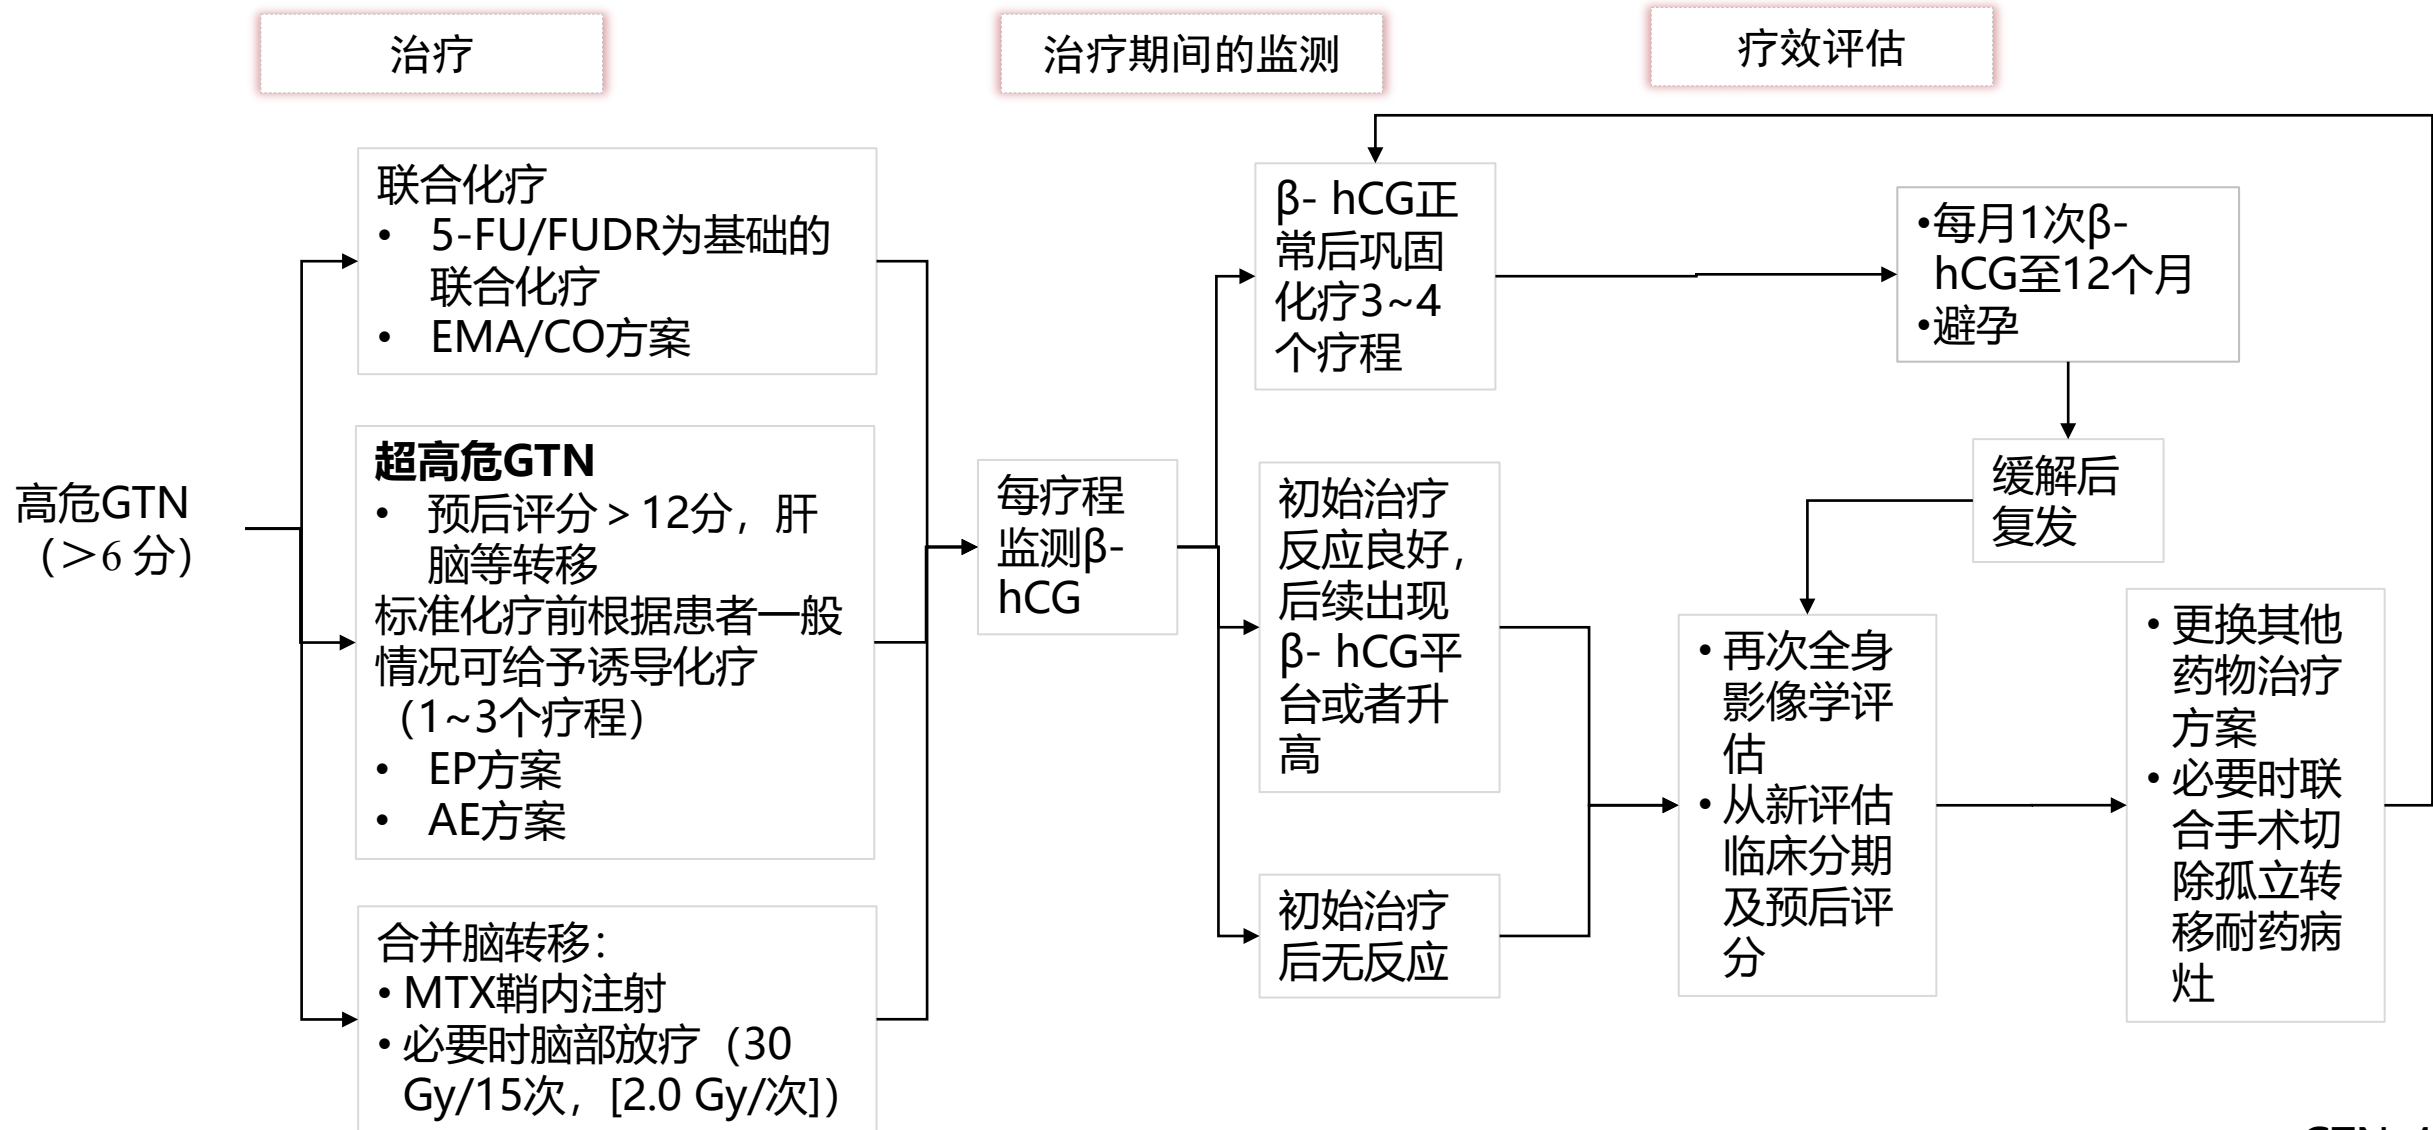 治疗
治疗期间的监测
疗效评估
高危GTN
（＞6 分）
联合化疗
• 5-FU/FUDR为基础的
联合化疗
• EMA/CO方案
超高危GTN
• 预后评分＞12分，肝
脑等转移
标准化疗前根据患者一般
情况可给予诱导化疗
（1~3个疗程）
• EP方案
• AE方案
合并脑转移：
• MTX鞘内注射
• 必要时脑部放疗（30
Gy/15次，[2.0 Gy/次]）
每疗程
监测β-
hCG
β- hCG正
常后巩固
化疗3~4
个疗程
初始治疗
反应良好，
后续出现
β- hCG平
台或者升
高
初始治疗
后无反应
•每月1次β-
hCG至12个月
•避孕
缓解后
复发
• 再次全身
影像学评
估
• 从新评估
临床分期
及预后评
分
• 更换其他
药物治疗
方案
• 必要时联
合手术切
除孤立转
移耐药病
灶